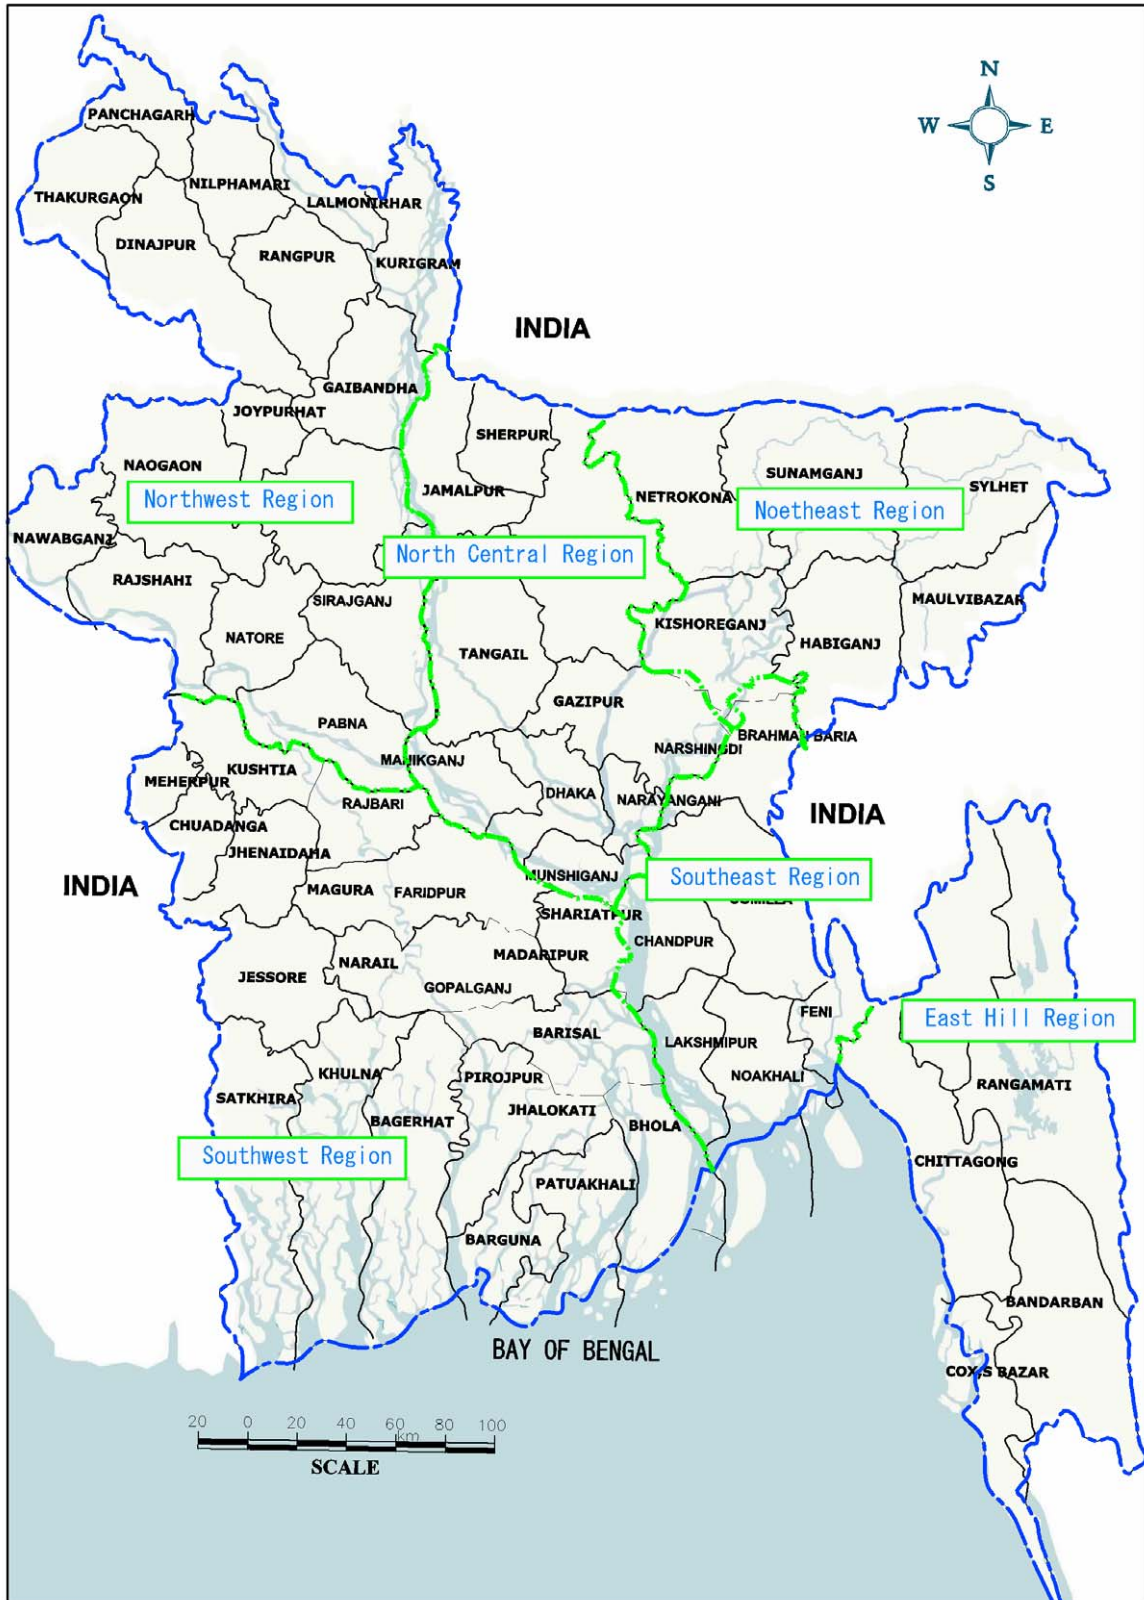 N
W E
S
PANCHAGARH
THAKURGAON
NILPHAMARI
LALMONIRHAR
DINAJPUR
RANGPUR
KURIGRAM
INDIA
GAIBANDHA
JOYPURHAT
SHERPUR
NAOGAON
SUNAMGANJ
SYLHET
Northwest Region
JAMALPUR
NETROKONA
Noetheast Region
NAWABGANJ
North Central Region
RAJSHAHI
SIRAJGANJ
MAULVIBAZAR
NATORE
KISHOREGANJ
HABIGANJ
TANGAIL
GAZIPUR
PABNA
NARSHINGDI
BRAHMAN BARIA
MANIKGANJ
KUSHTIA
MEHERPUR
RAJBARI
DHAKA
NARAYANGANJ
INDIA
CHUADANGA
JHENAIDAHA
MUNSHIGANJ
Southeast Region
INDIA
MAGURA
FARIDPUR
SHARIATPUR
CHANDPUR
MADARIPUR
NARAIL
JESSORE
GOPALGANJ
FENI
East Hill Region
BARISAL
LAKSHMIPUR
KHULNA
PIROJPUR
NOAKHALI
RANGAMATI
SATKHIRA
JHALOKATI
BAGERHAT
BHOLA
Southwest Region
CHITTAGONG
PATUAKHALI
BARGUNA
BANDARBAN
BAY OF BENGAL
COX,S BAZAR
20 0 20 40 60 80 100
km
SCALE